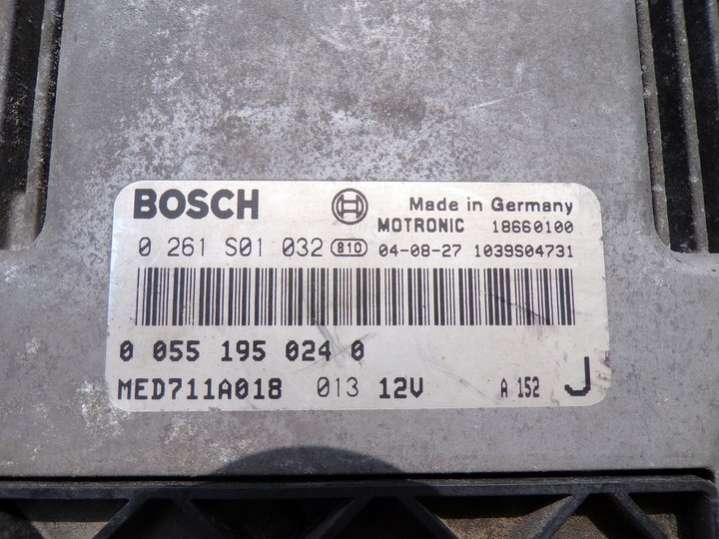 BOSCH Made in Germany
MOTRONIC 18660100
0 261 S01 032 810 04-08-27 1039S04731
0 055 195 024 0
MED711A018 013 12V A 152 J